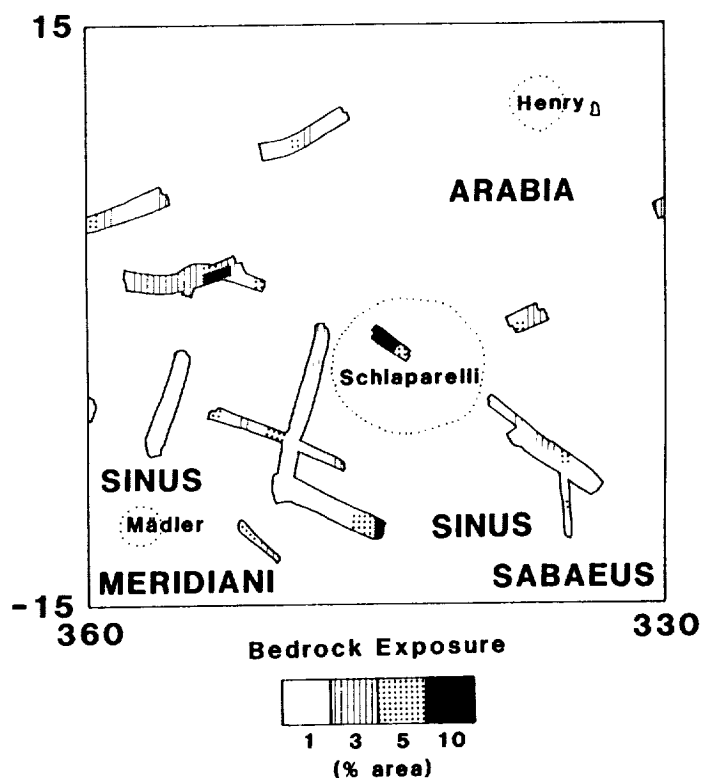 15
Henry
ARABIA
Schiaparelli
SINUS
Mädler
SINUS
MERIDIANI
SABAEUS
-15
360
330
Bedrock Exposure
1 3 5 10
(% area)